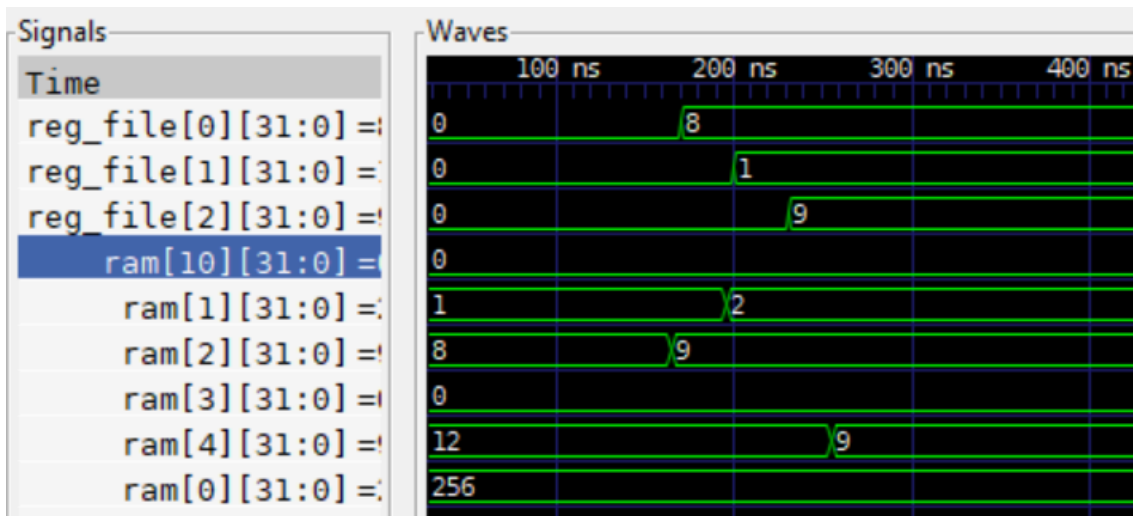 Signals
Waves
Time
100 ns 200 ns 300 ns 400 ns
reg_file[0][31:0] = 0 8
reg_file[1][31:0] = 0 1
reg_file[2][31:0] = 0 9
ram[10][31:0] = 0
ram[1][31:0] = 1 2
ram[2][31:0] = 8 9
ram[3][31:0] = 0
ram[4][31:0] = 12 9
ram[0][31:0] = 256